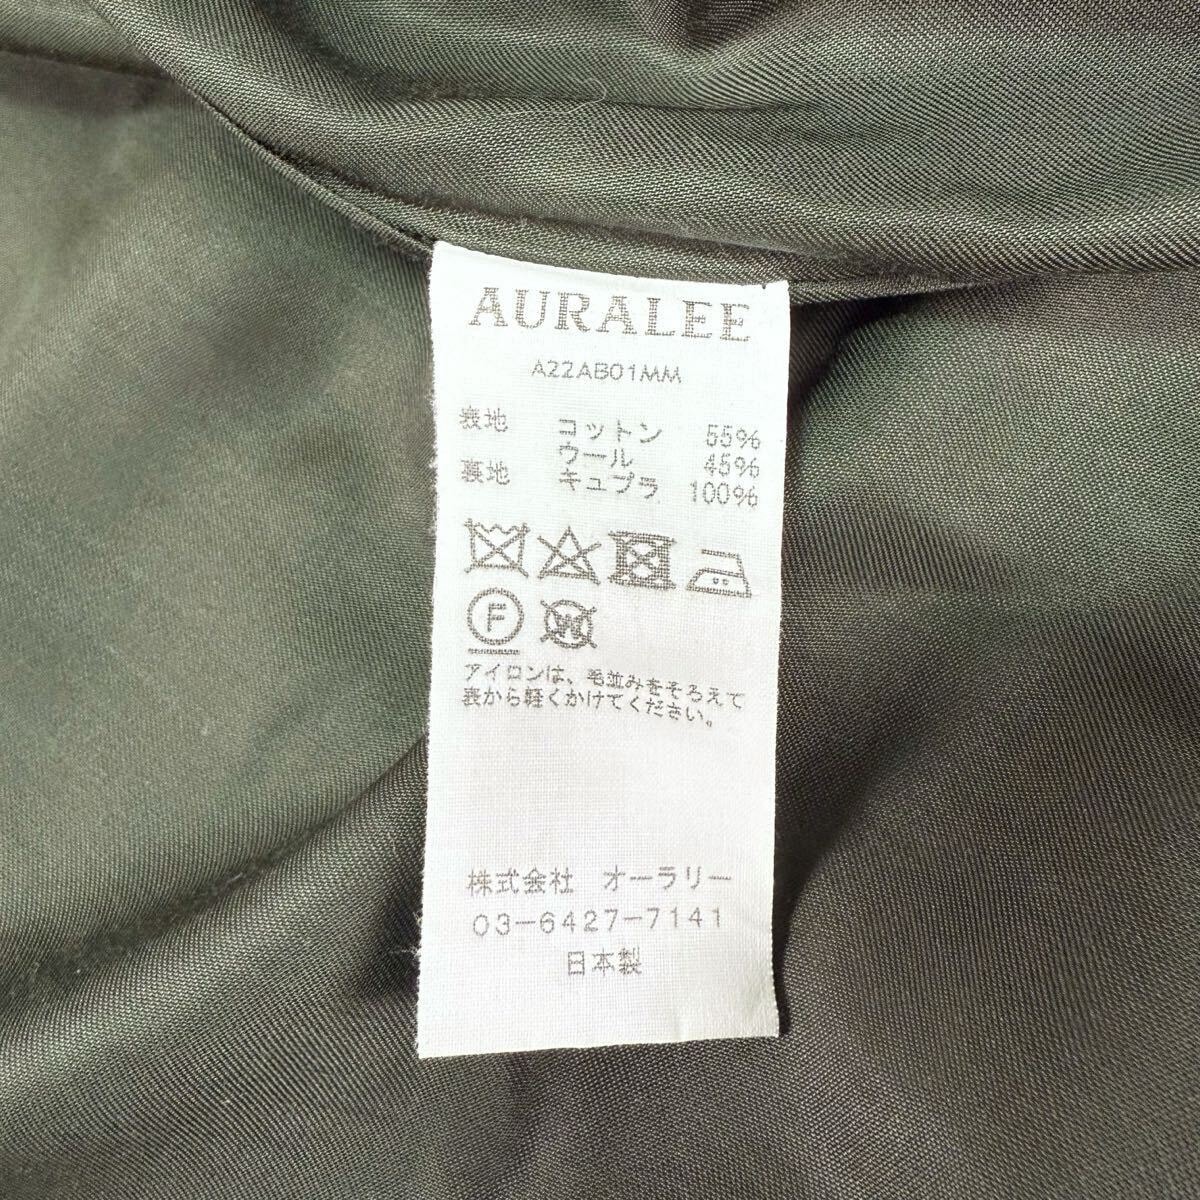 AURALEE
A22AB01MM
表地 コットン 55%
ウール 45%
裏地 キュプラ 100%
F W
アイロンは、毛並みをそろえて
表から軽くかけてください。
株式会社 オーラリー
03-6427-7141
日本製